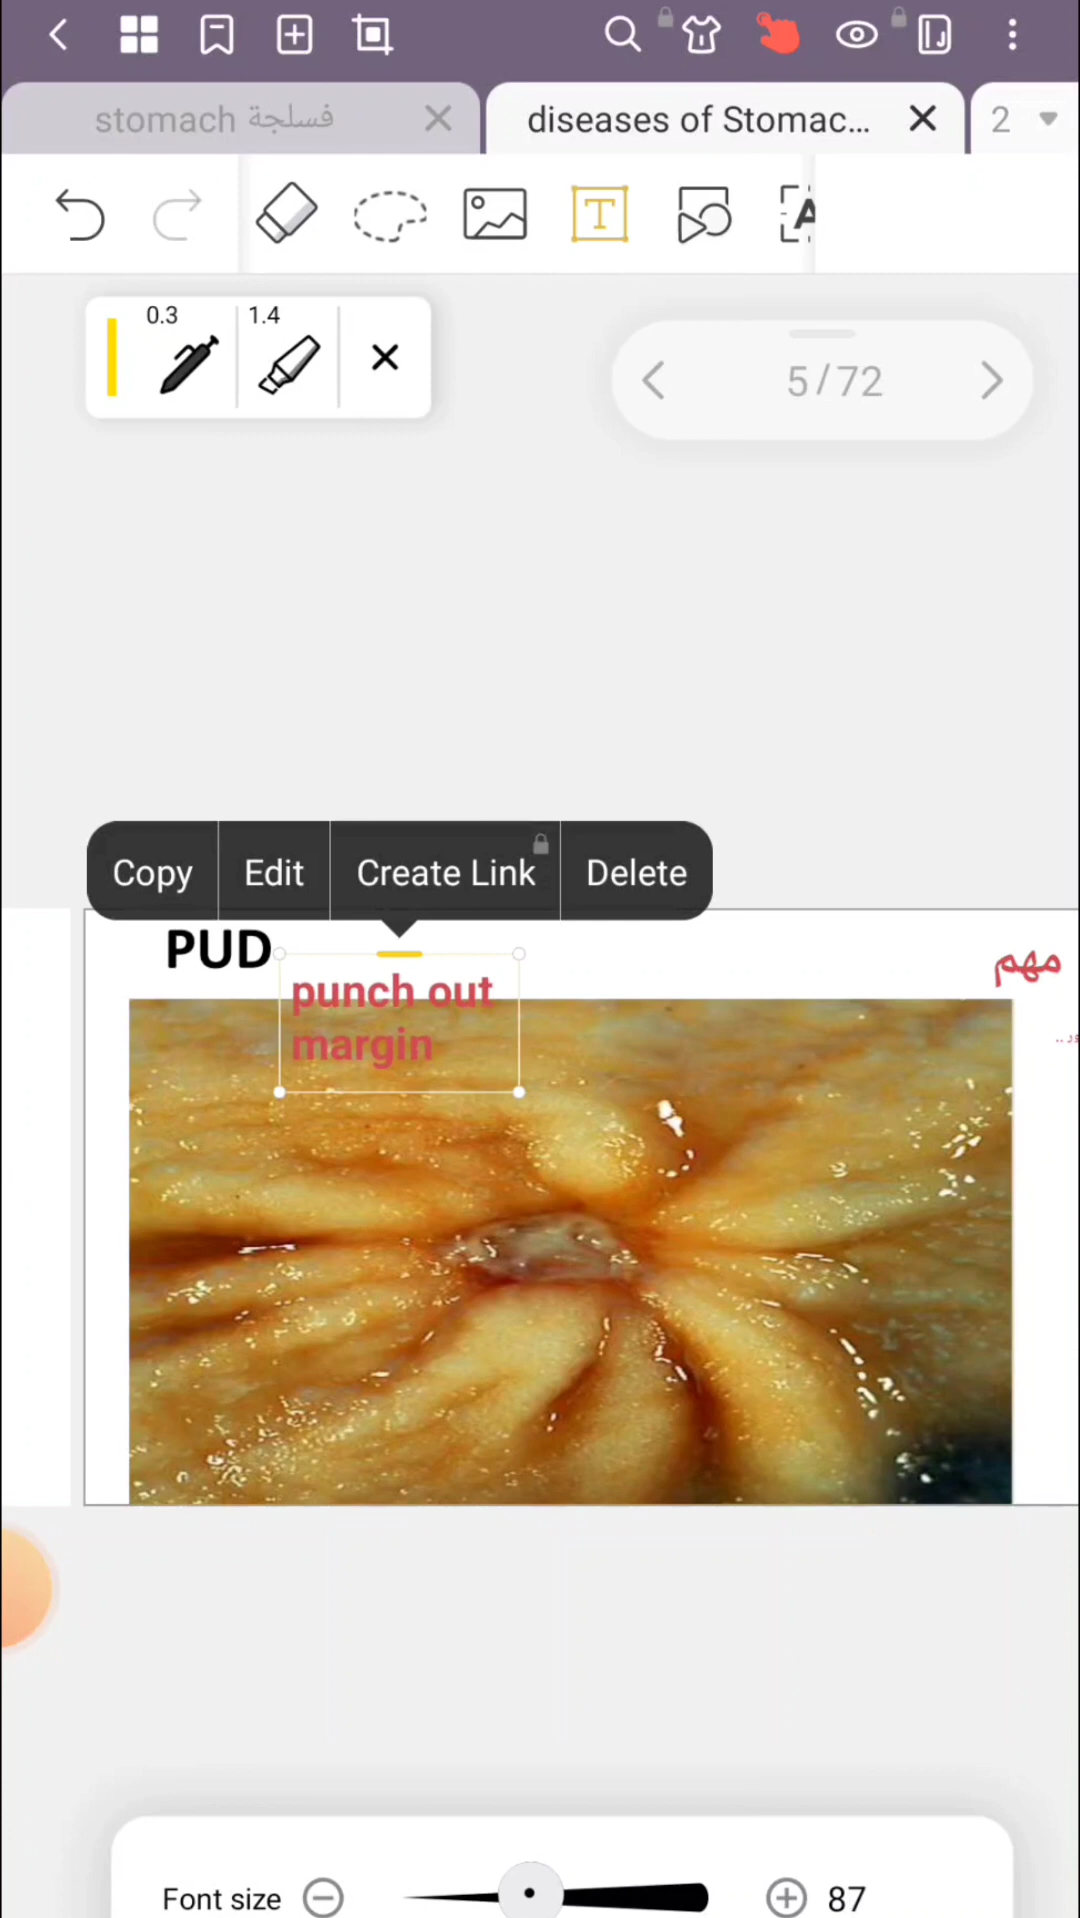 stomach فسلجة
diseases of Stomac...
2
0.3
1.4
5/72
Copy
Edit
Create Link
Delete
PUD
punch out
margin
مهم
Font size
87